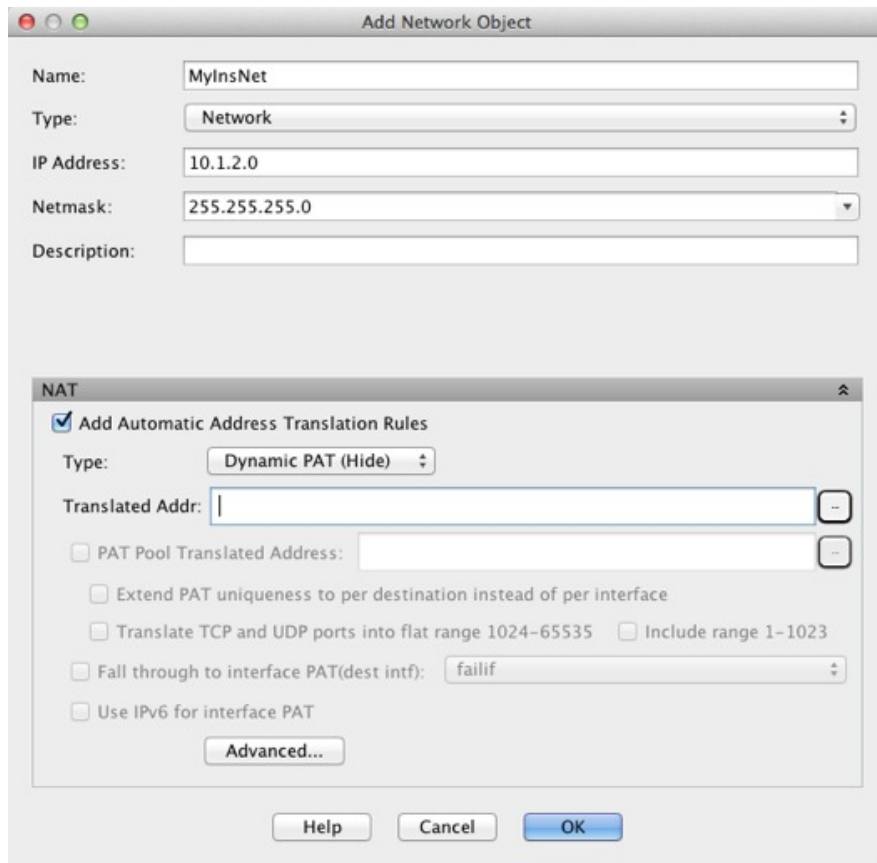 Add Network Object
Name: MyInsNet
Type: Network
IP Address: 10.1.2.0
Netmask: 255.255.255.0
Description:
NAT
Add Automatic Address Translation Rules
Type: Dynamic PAT (Hide)
Translated Addr: ...
PAT Pool Translated Address: ...
Extend PAT uniqueness to per destination instead of per interface
Translate TCP and UDP ports into flat range 1024-65535 Include range 1-1023
Fall through to interface PAT(dest intf): failif
Use IPv6 for interface PAT
Advanced...
Help Cancel OK